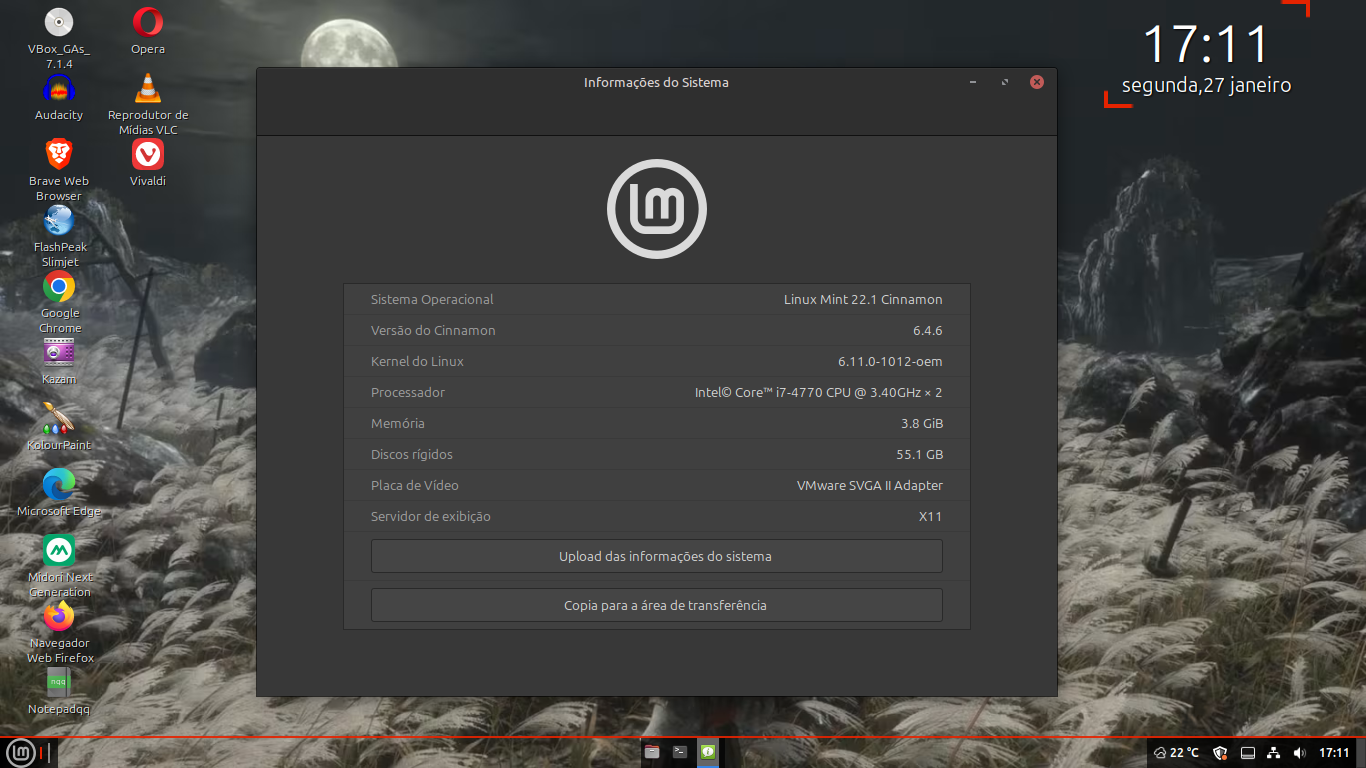 VBox_GAs_
7.1.4
Opera
Audacity
Reprodutor de
Mídias VLC
Brave Web
Browser
Vivaldi
FlashPeak
Slimjet
Google
Chrome
Kazam
KolourPaint
Microsoft Edge
Midori Next
Generation
Navegador
Web Firefox
nqq
Notepadqq
17:11
segunda,27 janeiro
Informações do Sistema
Sistema Operacional Linux Mint 22.1 Cinnamon
Versão do Cinnamon 6.4.6
Kernel do Linux 6.11.0-1012-oem
Processador Intel© Core™ i7-4770 CPU @ 3.40GHz × 2
Memória 3.8 GiB
Discos rígidos 55.1 GB
Placa de Vídeo VMware SVGA II Adapter
Servidor de exibição X11
Upload das informações do sistema
Copia para a área de transferência
22 °C 17:11